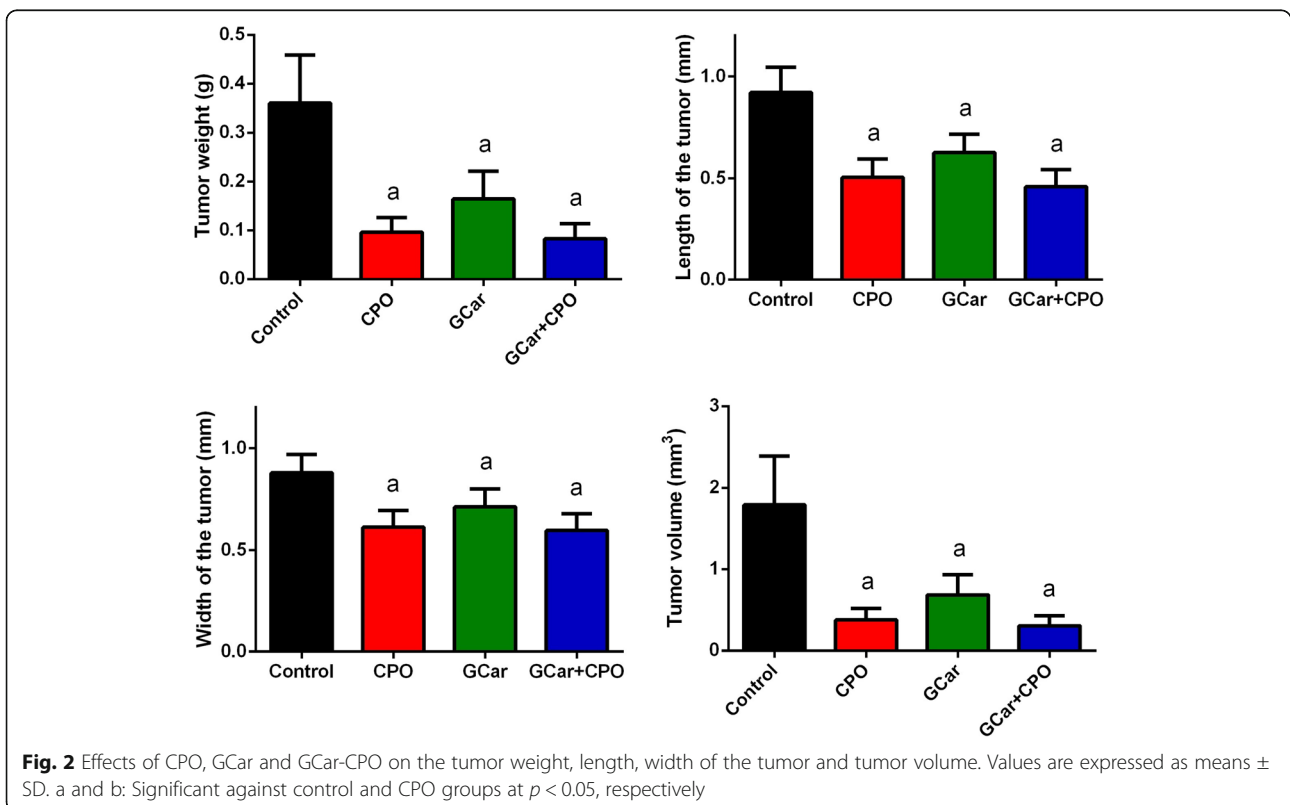 Tumor weight (g)
0.5
0.4
0.3
0.2
0.1
0.0
a
a
a
Control
CPO
GCar
GCar+CPO
Length of the tumor (mm)
1.0
0.5
0.0
a
a
a
Control CPO GCar GCar+CPO
Width of the tumor (mm)
1.0
0.5
0.0
a
a
a
Control CPO GCar GCar+CPO
Tumor volume (mm³)
3
2
1
0
a
a
a
Control
CPO
GCar
GCar+CPO
Fig. 2 Effects of CPO, GCar and GCar-CPO on the tumor weight, length, width of the tumor and tumor volume. Values are expressed as means ±
SD. a and b: Significant against control and CPO groups at p < 0.05, respectively